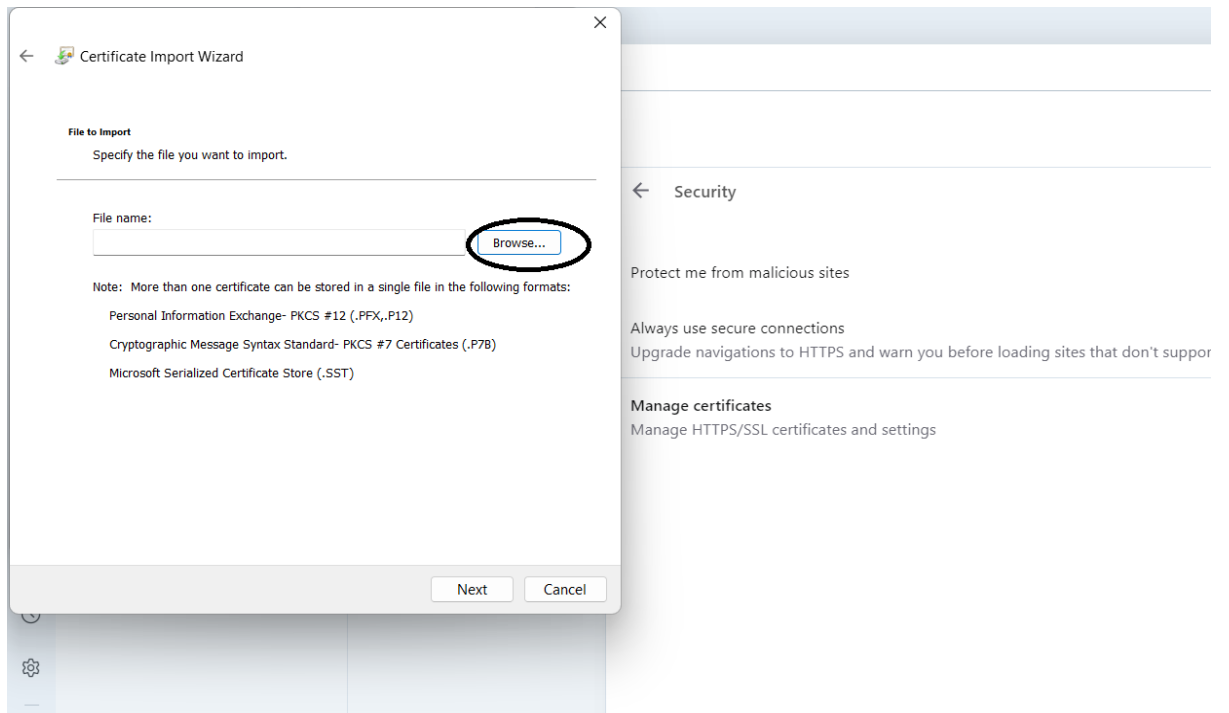 Certificate Import Wizard
File to Import
Specify the file you want to import.
File name:
Browse...
Note: More than one certificate can be stored in a single file in the following formats:
Personal Information Exchange- PKCS #12 (.PFX,.P12)
Cryptographic Message Syntax Standard- PKCS #7 Certificates (.P7B)
Microsoft Serialized Certificate Store (.SST)
Next
Cancel
Security
Protect me from malicious sites
Always use secure connections
Upgrade navigations to HTTPS and warn you before loading sites that don't suppor
Manage certificates
Manage HTTPS/SSL certificates and settings